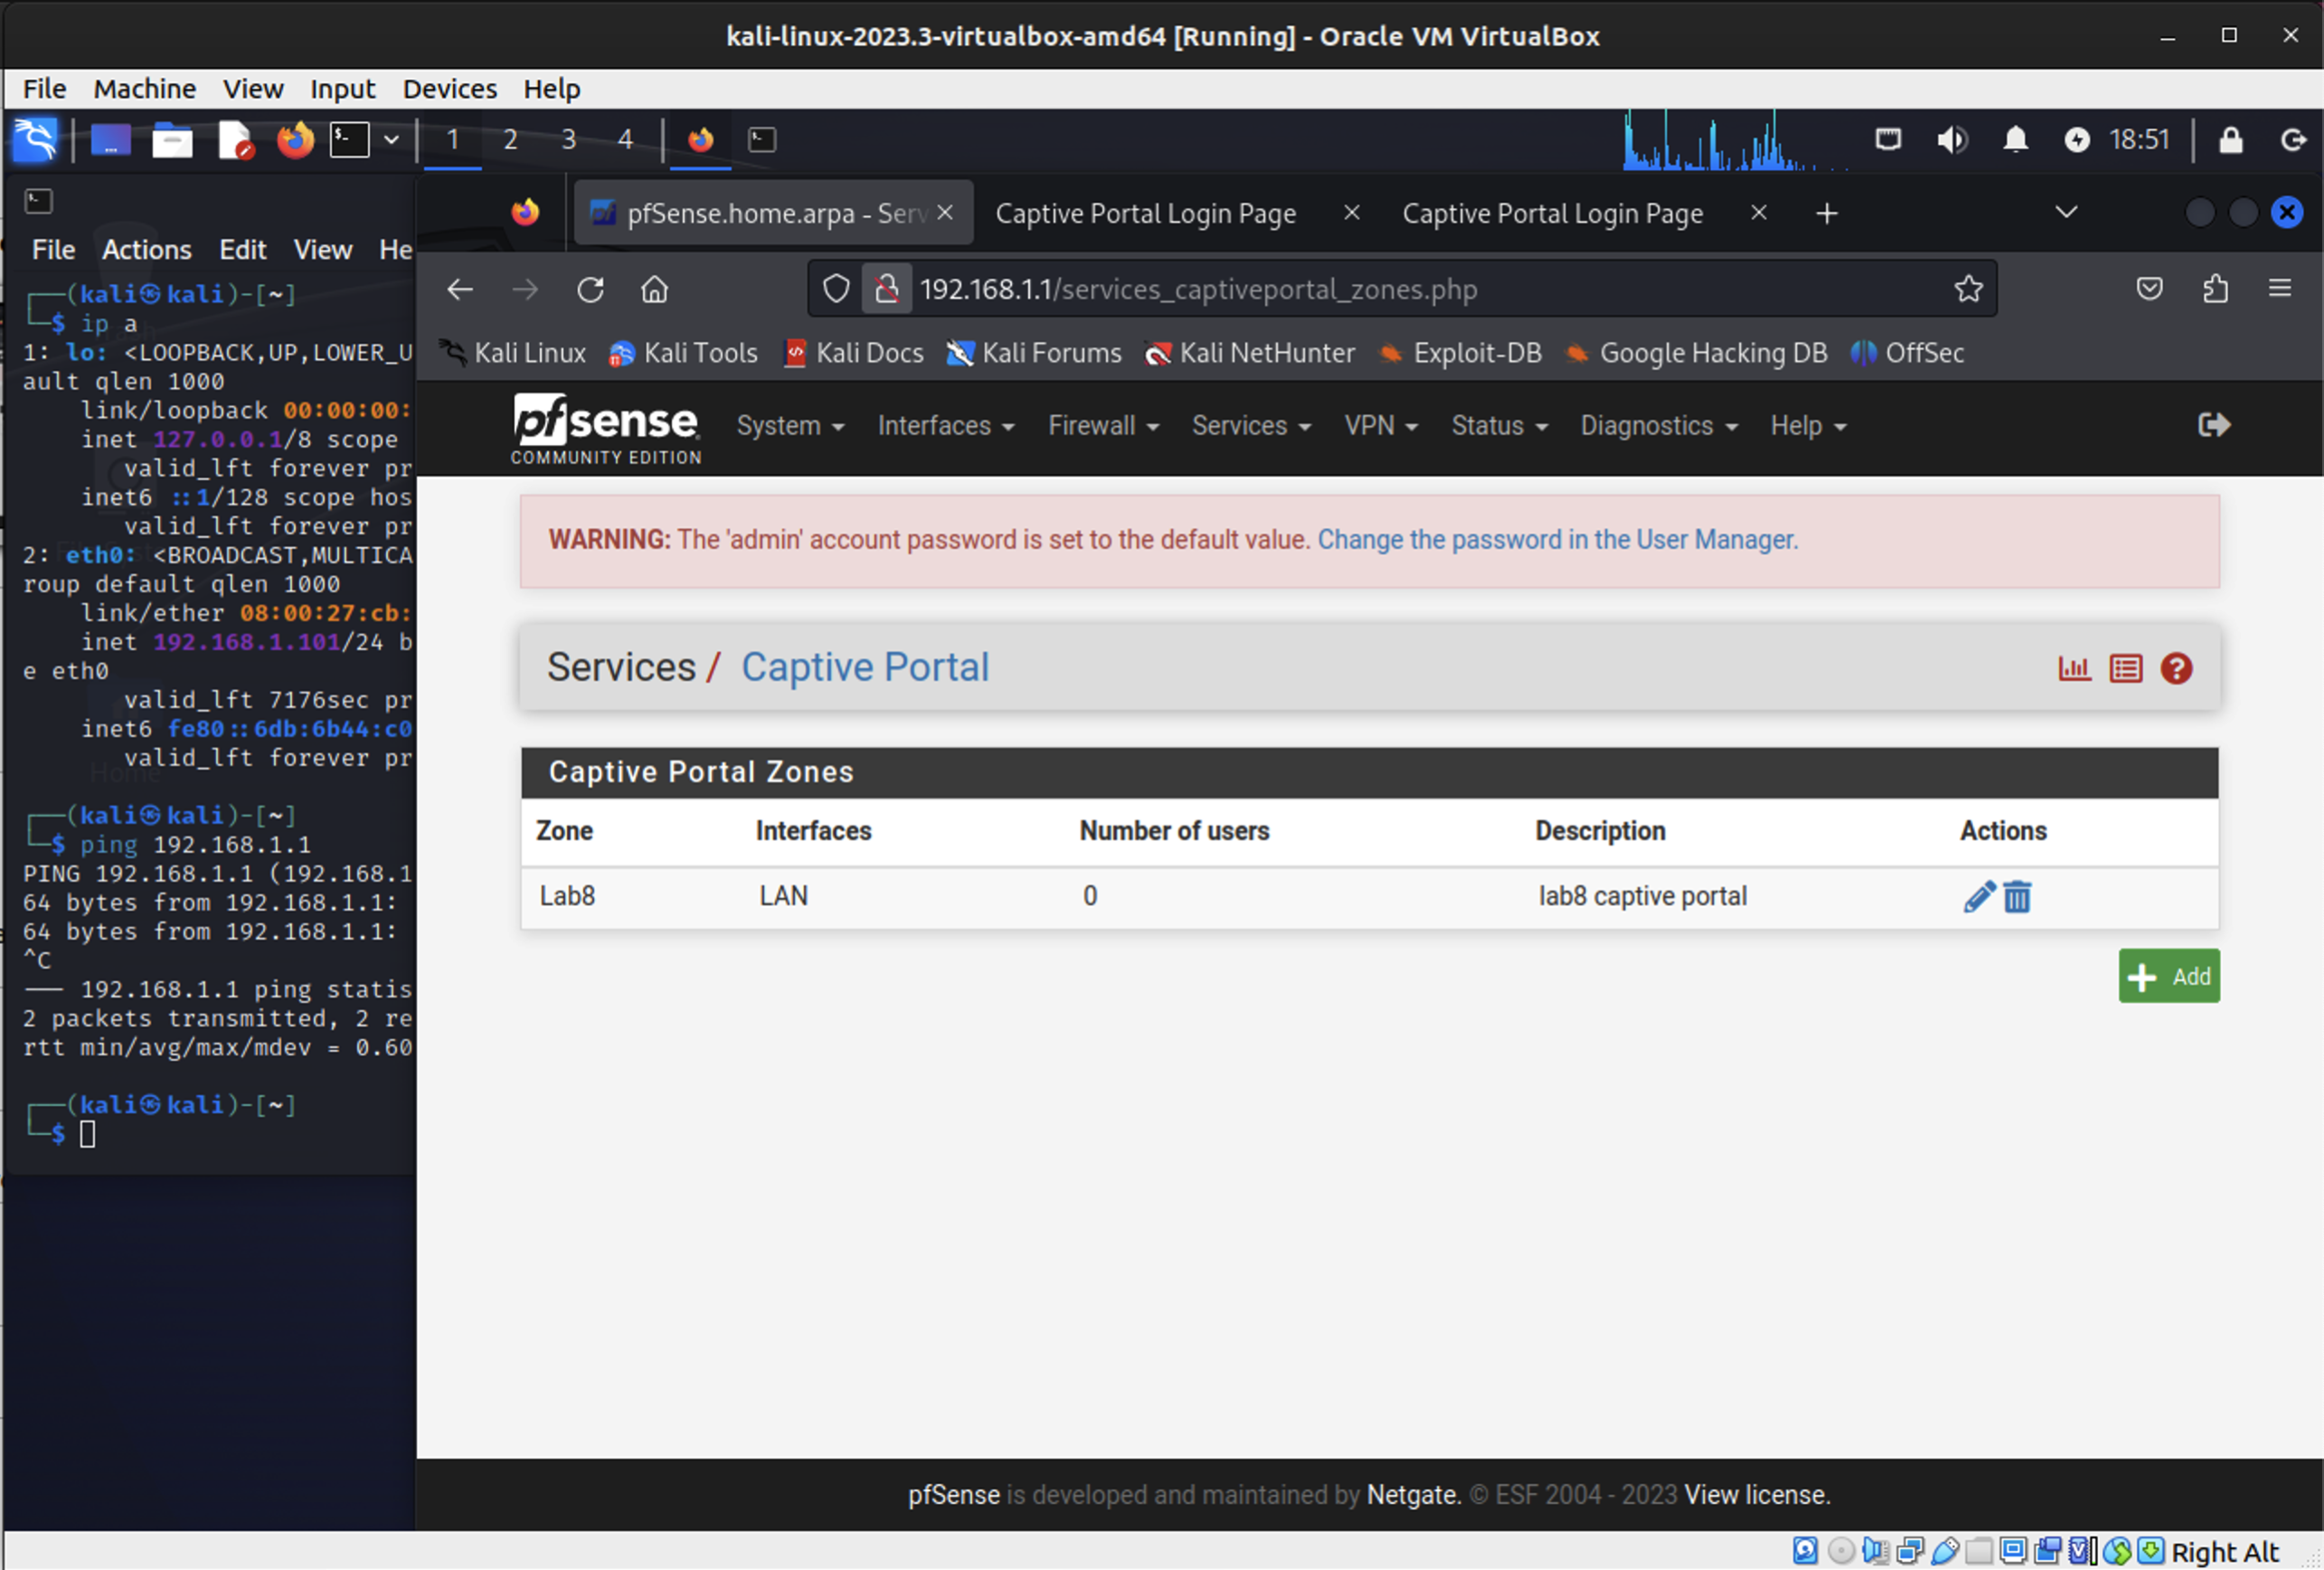 kali-linux-2023.3-virtualbox-amd64 [Running] - Oracle VM VirtualBox
File Machine View Input Devices Help
1 2 3 4 18:51
File Actions Edit View He
┌──(kali㉿kali)-[~]
└─$ ip a
1: lo: <LOOPBACK,UP,LOWER_U
ault qlen 1000
link/loopback 00:00:00:
inet 127.0.0.1/8 scope
valid_lft forever pr
inet6 ::1/128 scope hos
valid_lft forever pr
2: eth0: <BROADCAST,MULTICA
roup default qlen 1000
link/ether 08:00:27:cb:
inet 192.168.1.101/24 b
e eth0
valid_lft 7176sec pr
inet6 fe80::6db:6b44:c0
valid_lft forever pr
Home
┌──(kali㉿kali)-[~]
└─$ ping 192.168.1.1
PING 192.168.1.1 (192.168.1
64 bytes from 192.168.1.1:
64 bytes from 192.168.1.1:
^C
─── 192.168.1.1 ping statis
2 packets transmitted, 2 re
rtt min/avg/max/mdev = 0.60
┌──(kali㉿kali)-[~]
└─$
pfSense.home.arpa - Serv Captive Portal Login Page Captive Portal Login Page
192.168.1.1/services_captiveportal_zones.php
Kali Linux Kali Tools Kali Docs Kali Forums Kali NetHunter Exploit-DB Google Hacking DB OffSec
pfsense System Interfaces Firewall Services VPN Status Diagnostics Help
COMMUNITY EDITION
WARNING: The 'admin' account password is set to the default value. Change the password in the User Manager.
Services / Captive Portal
Captive Portal Zones
Zone Interfaces Number of users Description Actions
Lab8 LAN 0 lab8 captive portal
Add
pfSense is developed and maintained by Netgate. © ESF 2004 - 2023 View license.
Right Alt